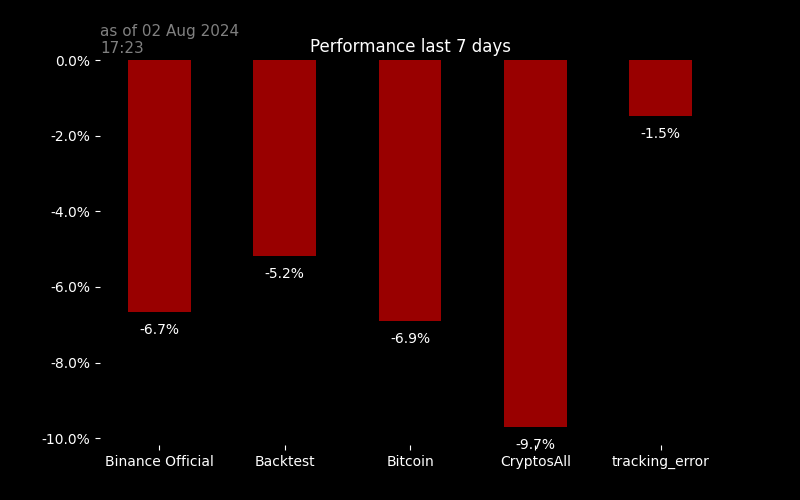 as of 02 Aug 2024
17:23
Performance last 7 days
0.0%
-2.0%
-4.0%
-6.0%
-8.0%
-10.0%
-6.7%
-5.2%
-6.9%
-9.7%
-1.5%
Binance Official
Backtest
Bitcoin
CryptosAll
tracking_error